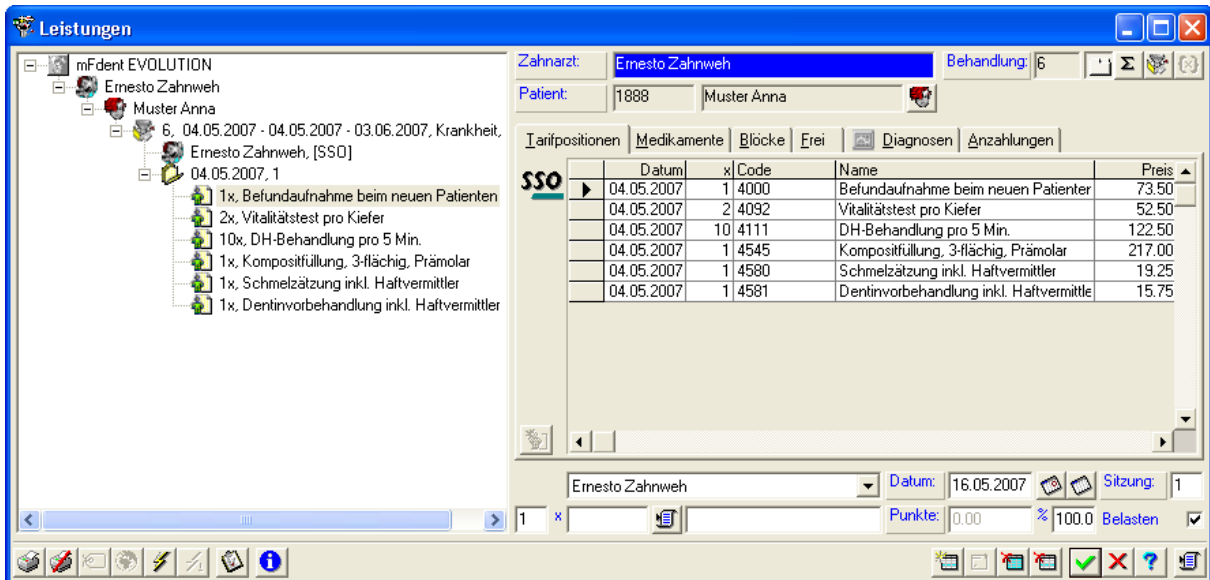 Leistungen
mFdent EVOLUTION
Ernesto Zahnweh
Muster Anna
6, 04.05.2007 - 04.05.2007 - 03.06.2007, Krankheit,
Ernesto Zahnweh, [SSO]
04.05.2007, 1
1x, Befundaufnahme beim neuen Patienten
2x, Vitalitätstest pro Kiefer
10x, DH-Behandlung pro 5 Min.
1x, Kompositfüllung, 3-flächig, Prämolar
1x, Schmelzätzung inkl. Haftvermittler
1x, Dentinvorbehandlung inkl. Haftvermittler
Zahnarzt: Ernesto Zahnweh Behandlung: 6 Σ
Patient: 1888 Muster Anna
Tarifpositionen Medikamente Blöcke Frei Diagnosen Anzahlungen
SSO
Datum x Code Name Preis
04.05.2007 1 4000 Befundaufnahme beim neuen Patienter 73.50
04.05.2007 2 4092 Vitalitätstest pro Kiefer 52.50
04.05.2007 10 4111 DH-Behandlung pro 5 Min. 122.50
04.05.2007 1 4545 Kompositfüllung, 3-flächig, Prämolar 217.00
04.05.2007 1 4580 Schmelzätzung inkl. Haftvermittler 19.25
04.05.2007 1 4581 Dentinvorbehandlung inkl. Haftvermittle 15.75
Ernesto Zahnweh Datum: 16.05.2007 Sitzung: 1
1 x Punkte: 0.00 % 100.0 Belasten